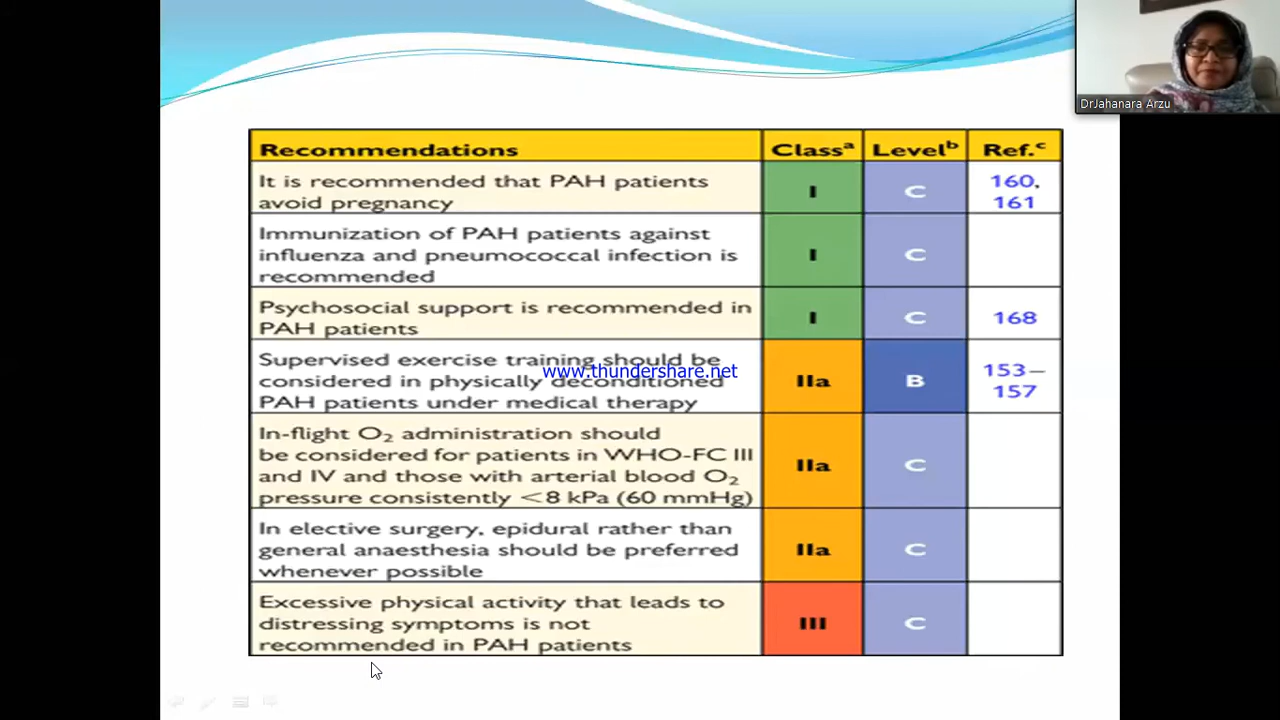 DrJahanara Arzu
Recommendations Classᵃ Levelᵇ Ref.ᶜ
It is recommended that PAH patients
avoid pregnancy
I C 160,
161
Immunization of PAH patients against
influenza and pneumococcal infection is
recommended
I C
Psychosocial support is recommended in
PAH patients
I C 168
Supervised exercise training should be
considered in physically deconditioned
PAH patients under medical therapy
IIa B 153–
157
www.thundershare.net
In-flight O₂ administration should
be considered for patients in WHO-FC III
and IV and those with arterial blood O₂
pressure consistently <8 kPa (60 mmHg)
IIa C
In elective surgery, epidural rather than
general anaesthesia should be preferred
whenever possible
IIa C
Excessive physical activity that leads to
distressing symptoms is not
recommended in PAH patients
III C